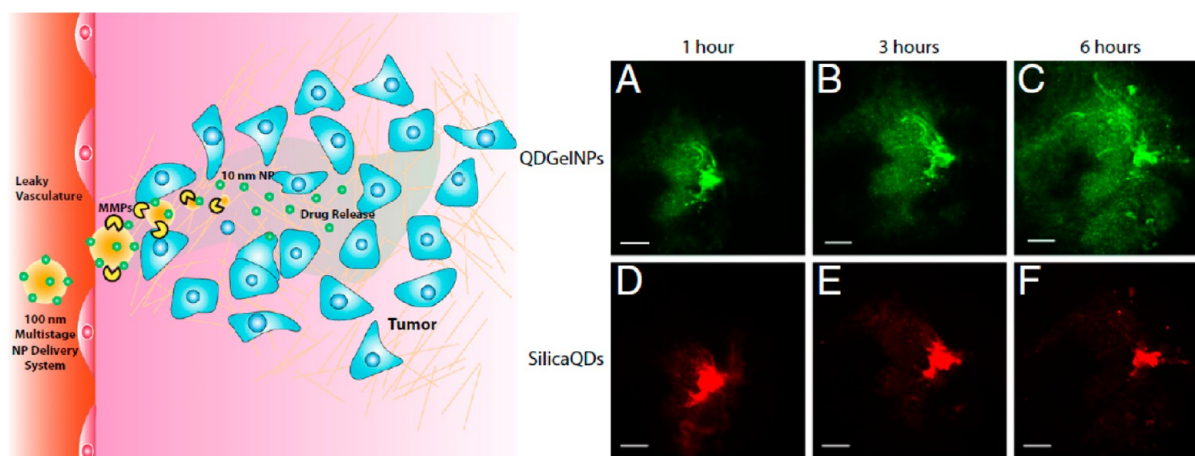 Leaky
Vasculature
MMPs
10 nm NP
Drug Release
Tumor
100 nm
Multistage
NP Delivery
System
1 hour
3 hours
6 hours
QDGelNPs
A
B
C
SilicaQDs
D
E
F